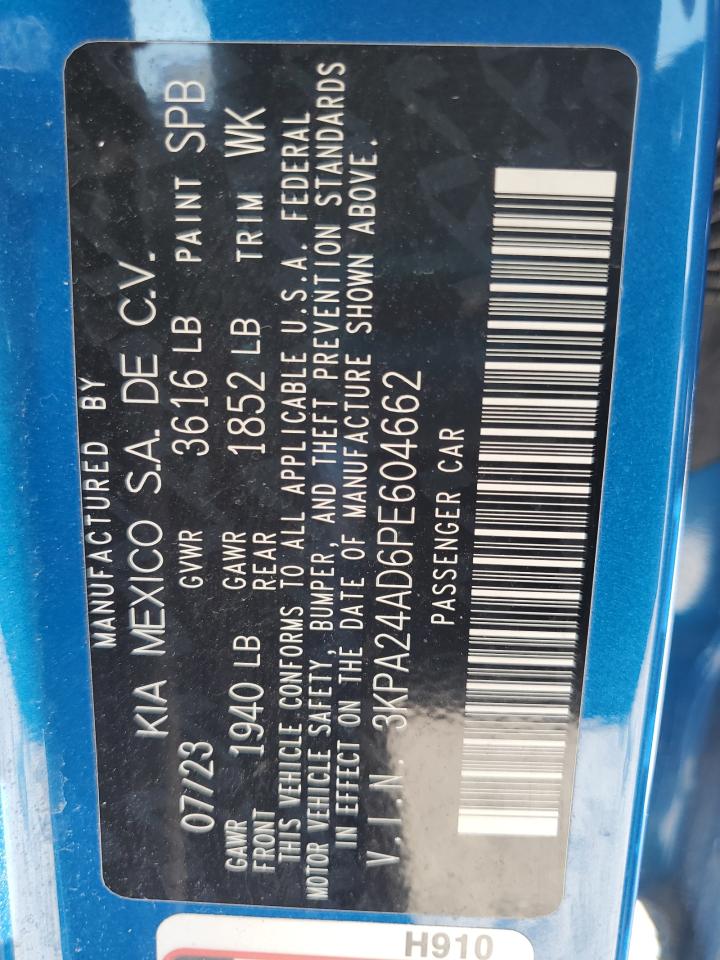 MANUFACTURED BY
KIA MEXICO S.A. DE C.V.
07/23 GVWR 3616 LB PAINT SPB
GAWR FRONT 1940 LB GAWR REAR 1852 LB TRIM WK
THIS VEHICLE CONFORMS TO ALL APPLICABLE U.S.A. FEDERAL
MOTOR VEHICLE SAFETY, BUMPER, AND THEFT PREVENTION STANDARDS
IN EFFECT ON THE DATE OF MANUFACTURE SHOWN ABOVE.
V.I.N. 3KPA24AD6PE604662
PASSENGER CAR
H910